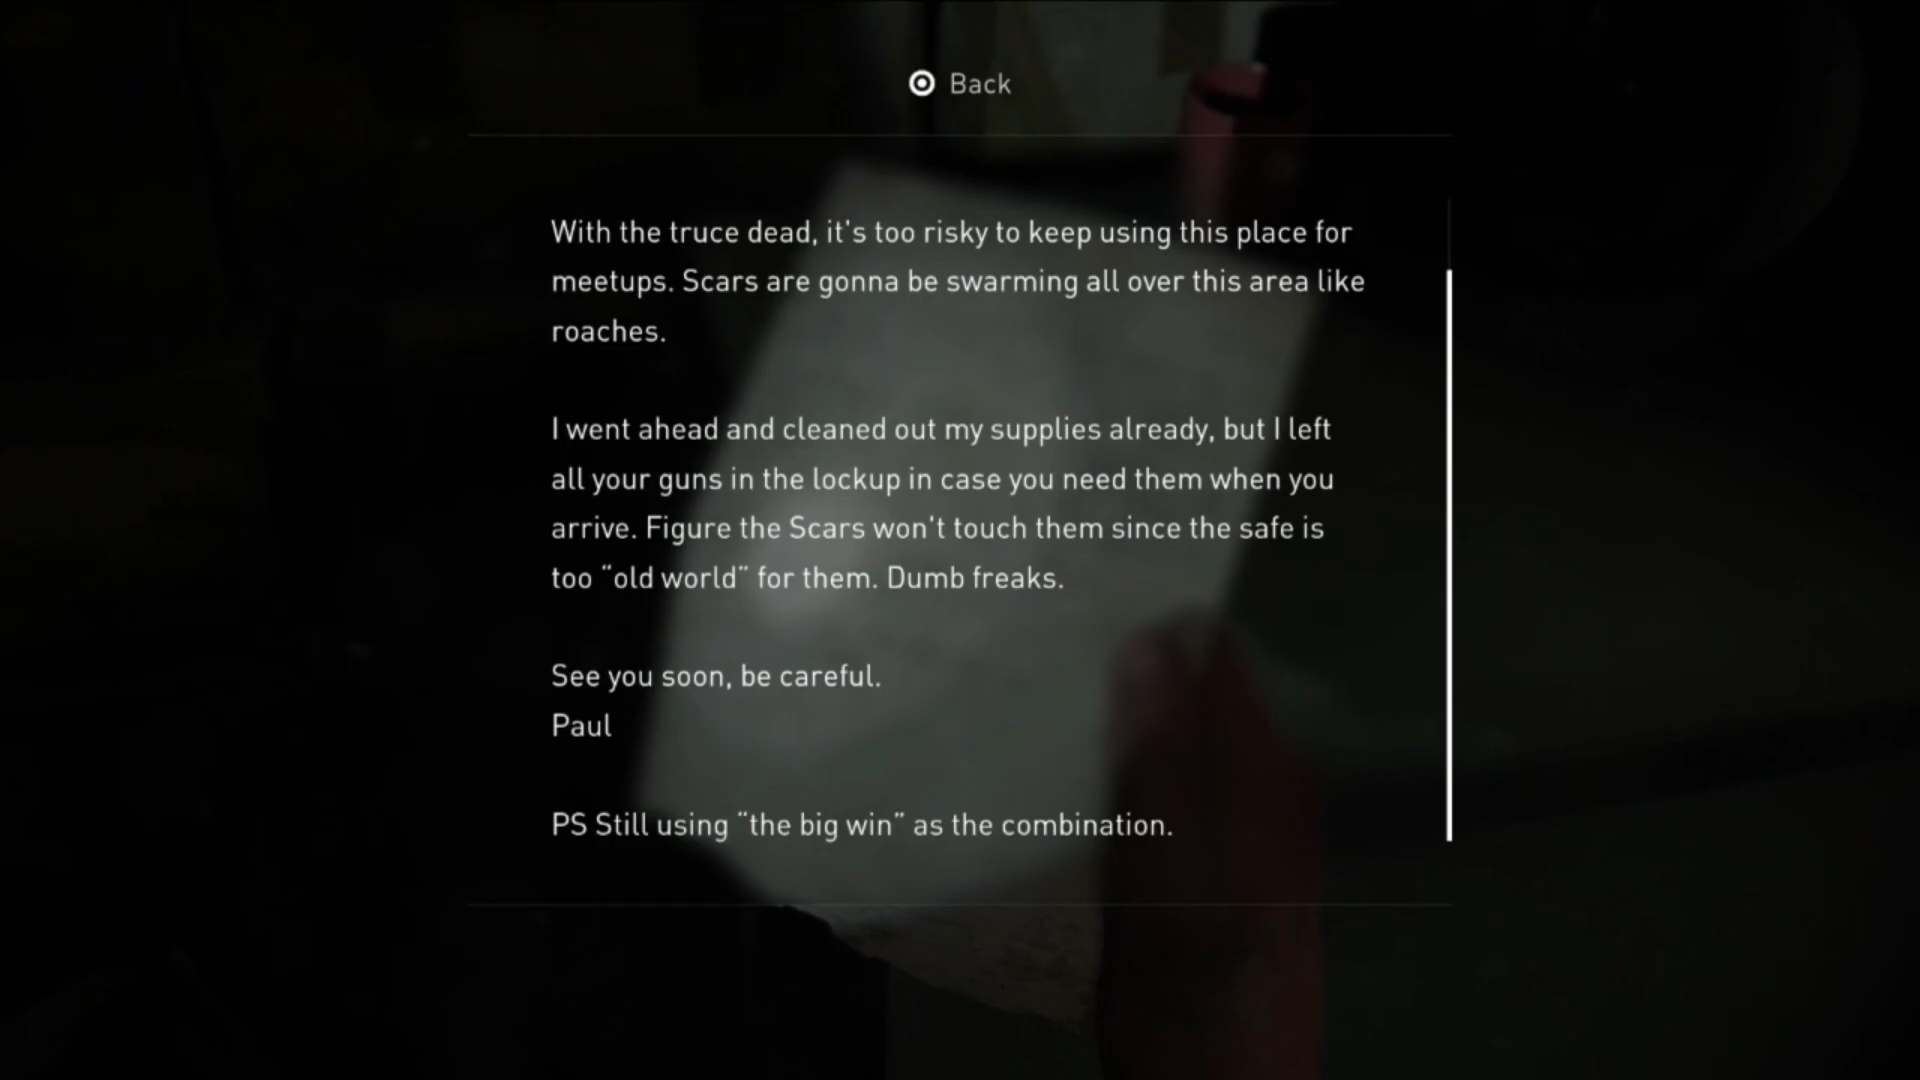 Back
With the truce dead, it's too risky to keep using this place for
meetups. Scars are gonna be swarming all over this area like
roaches.
I went ahead and cleaned out my supplies already, but I left
all your guns in the lockup in case you need them when you
arrive. Figure the Scars won't touch them since the safe is
too “old world” for them. Dumb freaks.
See you soon, be careful.
Paul
PS Still using “the big win” as the combination.